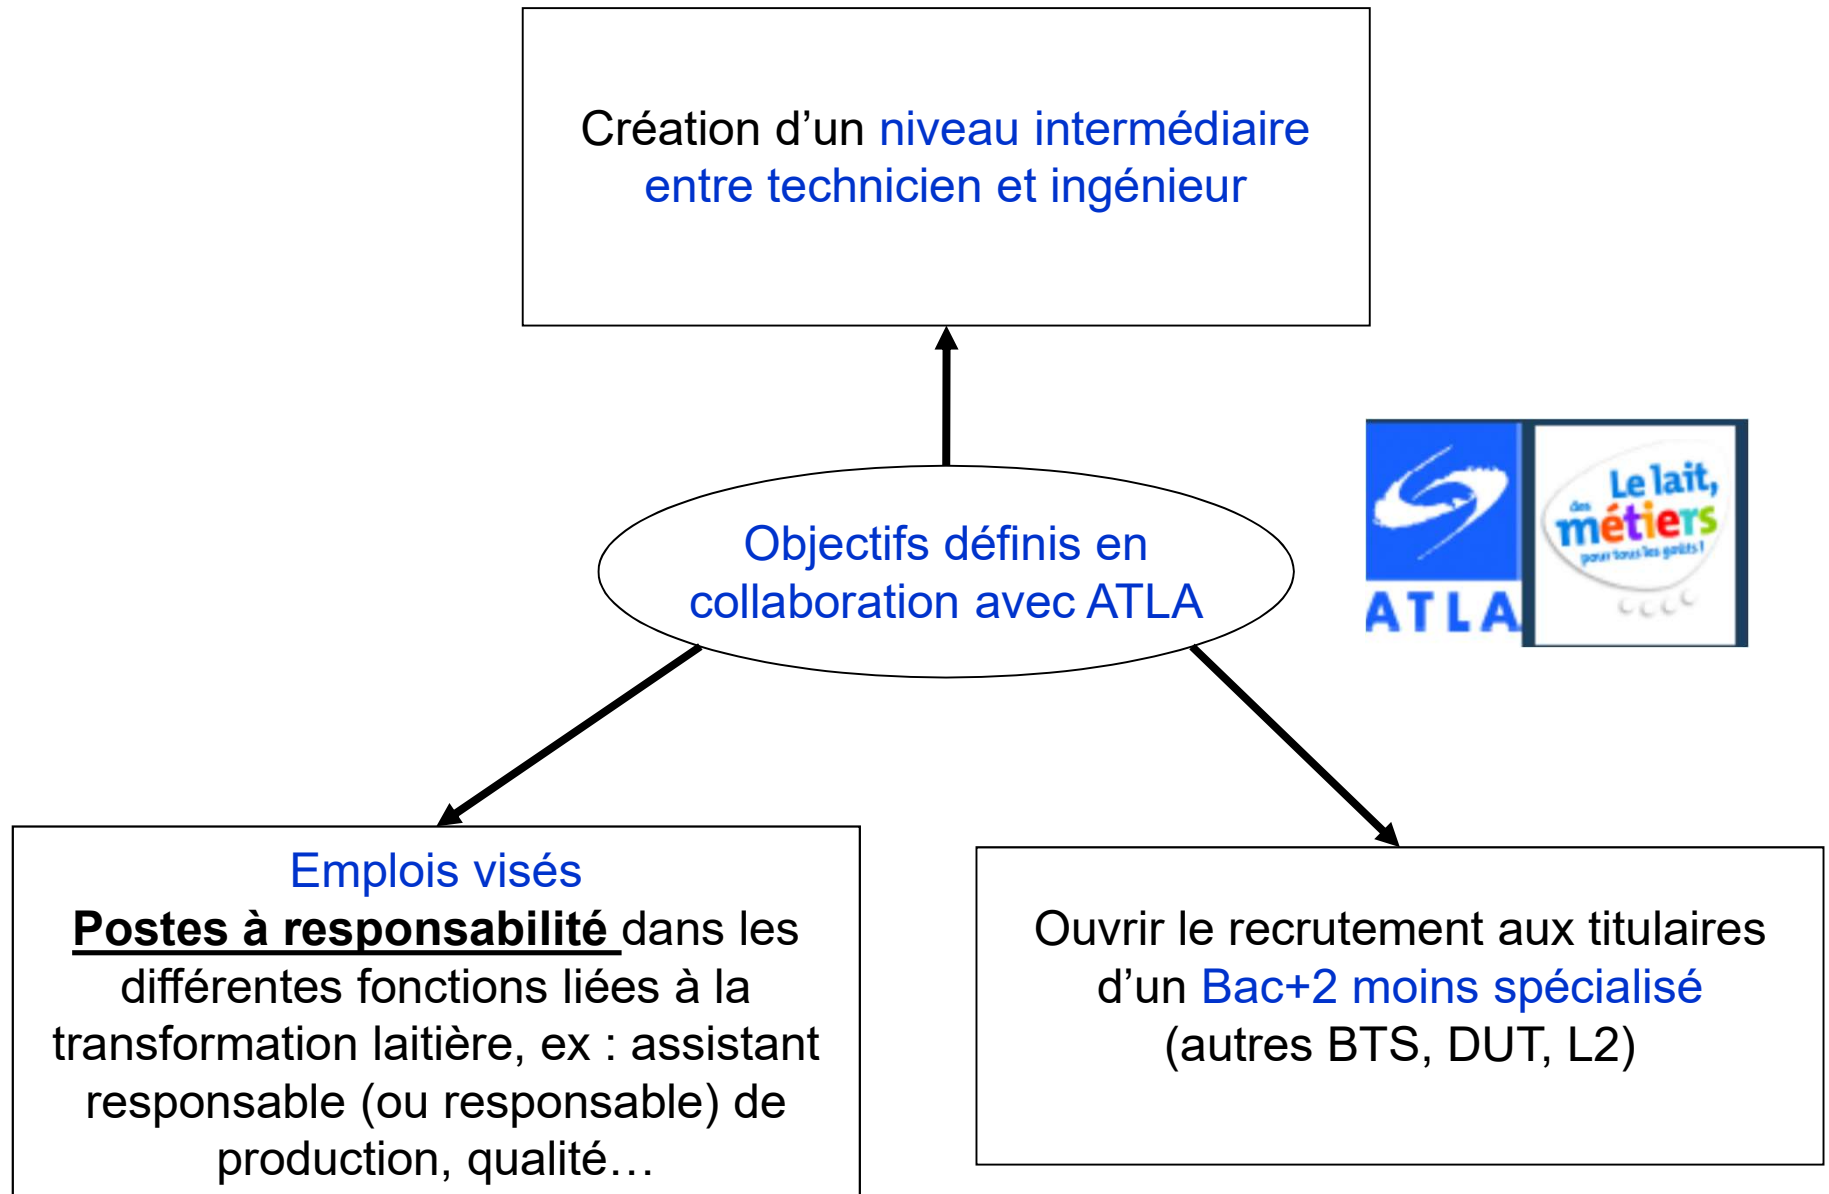 Création d’un niveau intermédiaire
entre technicien et ingénieur
Objectifs définis en
collaboration avec ATLA
ATLA
Le lait,
des
métiers
pour tous les goûts !
Emplois visés
Postes à responsabilité dans les
différentes fonctions liées à la
transformation laitière, ex : assistant
responsable (ou responsable) de
production, qualité…
Ouvrir le recrutement aux titulaires
d’un Bac+2 moins spécialisé
(autres BTS, DUT, L2)